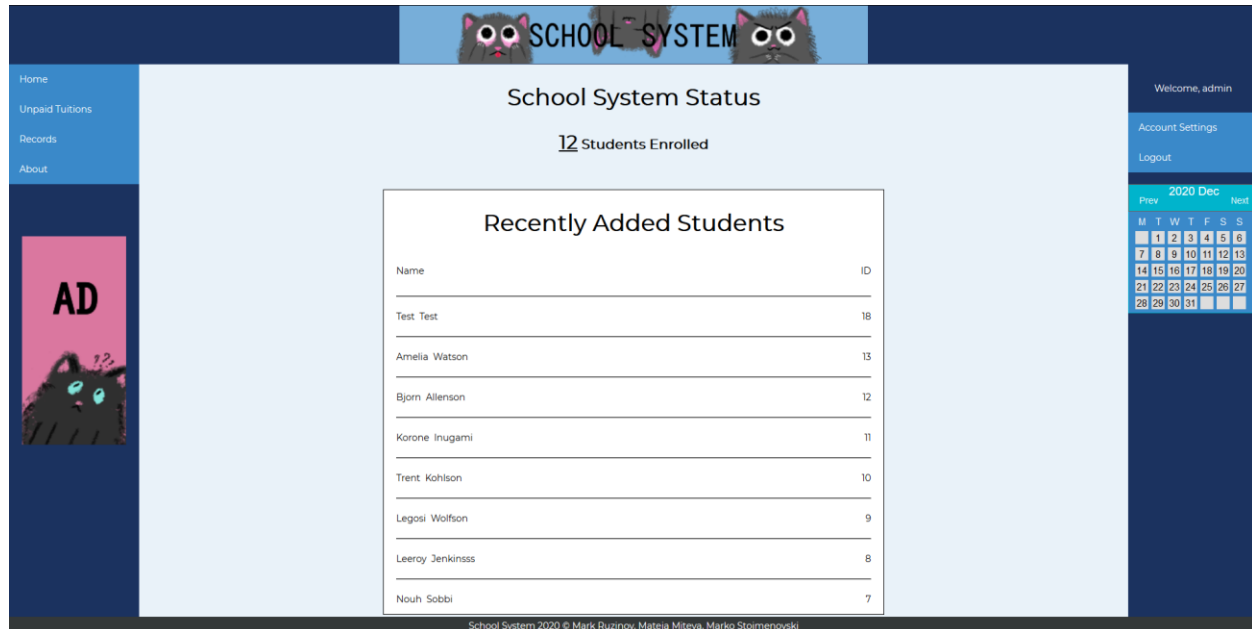 SCHOOL SYSTEM
Home
Unpaid Tuitions
Records
About
AD
??
School System Status
12 Students Enrolled
Recently Added Students
Name ID
Test Test 18
Amelia Watson 13
Bjorn Allenson 12
Korone Inugami 11
Trent Kohlson 10
Legosi Wolfson 9
Leeroy Jenkinsss 8
Nouh Sobbi 7
Welcome, admin
Account Settings
Logout
2020 Dec
Prev Next
M T W T F S S
1 2 3 4 5 6
7 8 9 10 11 12 13
14 15 16 17 18 19 20
21 22 23 24 25 26 27
28 29 30 31
School System 2020 © Mark Ruzinov, Mateja Miteva, Marko Stojmenovski